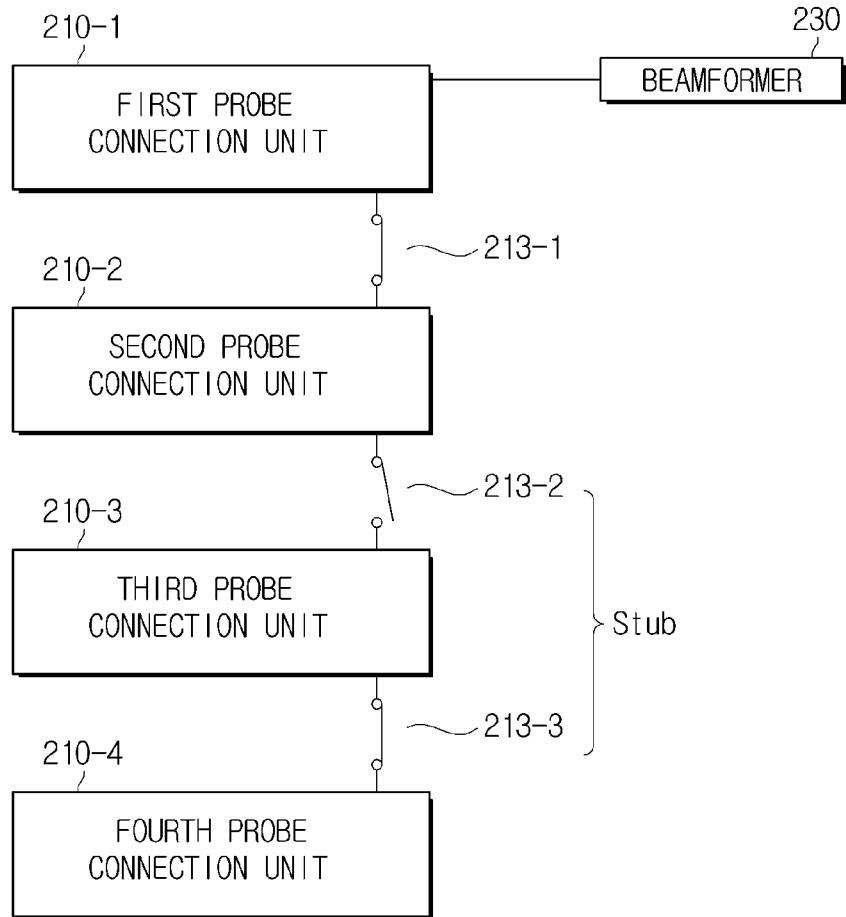 210-1
230
FIRST PROBE
CONNECTION UNIT
BEAMFORMER
213-1
210-2
SECOND PROBE
CONNECTION UNIT
213-2
210-3
THIRD PROBE
CONNECTION UNIT
Stub
213-3
210-4
FOURTH PROBE
CONNECTION UNIT